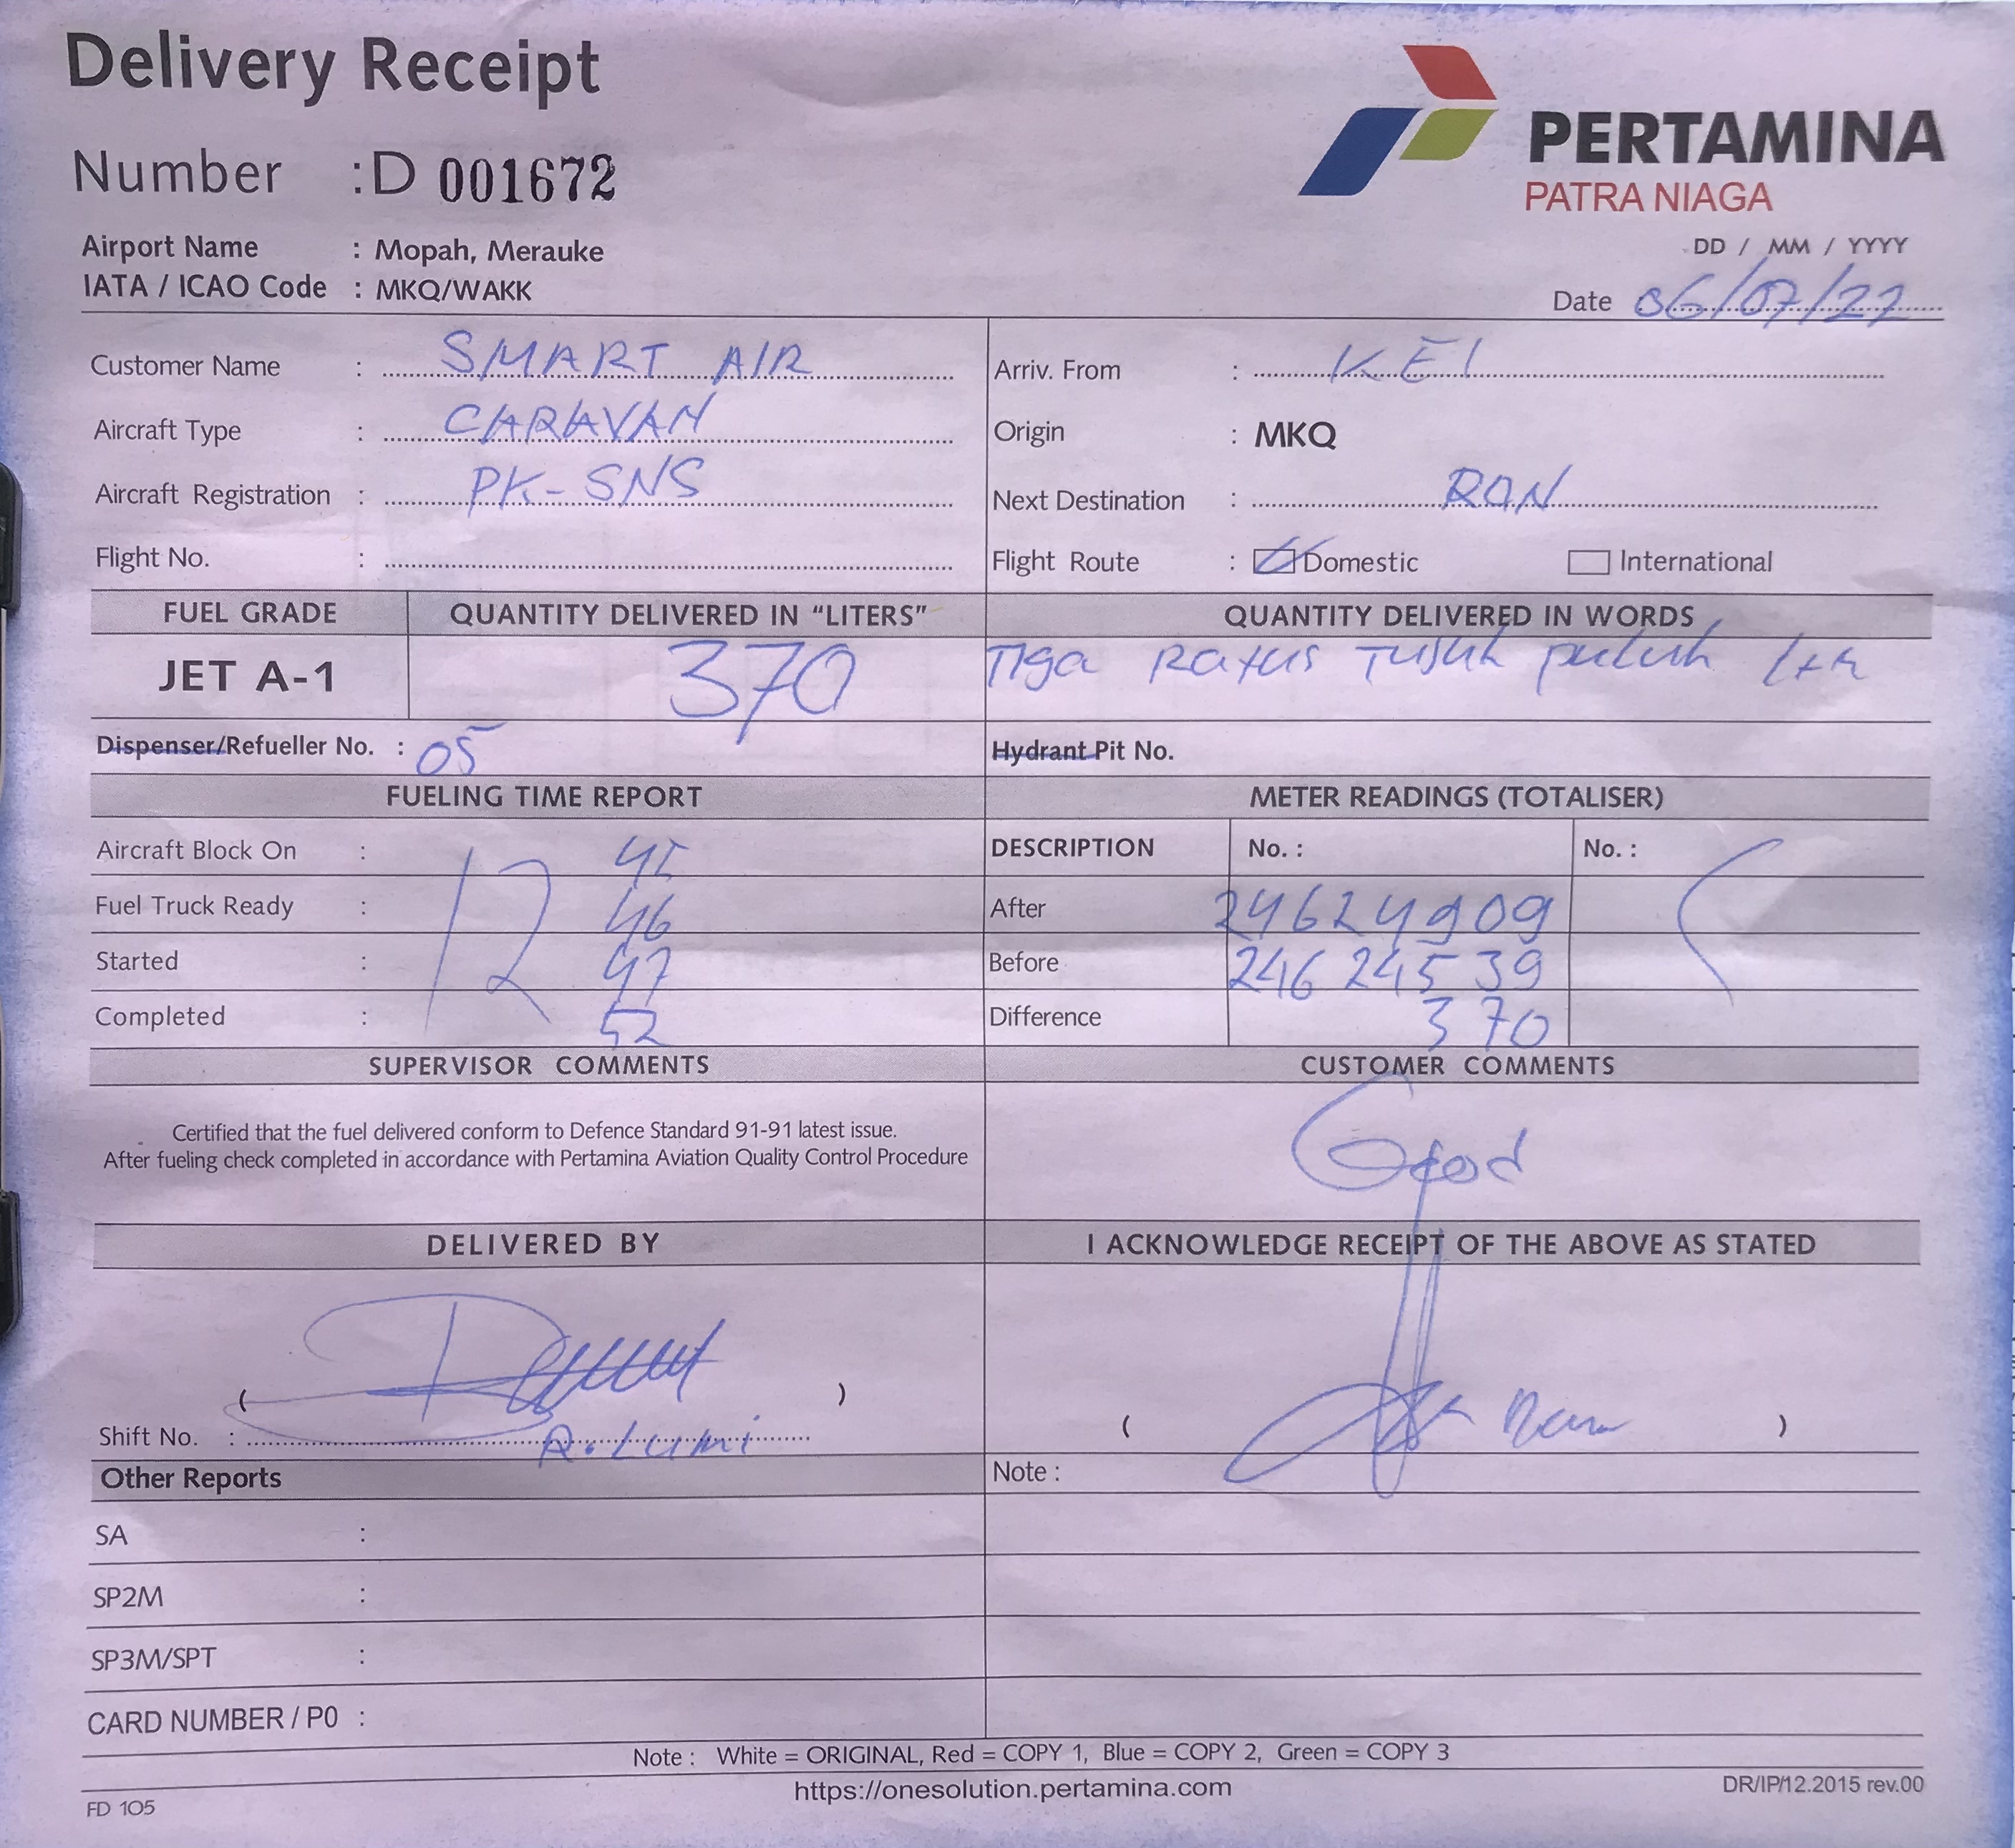 Delivery Receipt
Number : D 001672
PERTAMINA
PATRA NIAGA
Airport Name : Mopah, Merauke
IATA / ICAO Code : MKQ/WAKK
DD / MM / YYYY
Date 06/07/22
Customer Name : SMART AIR
Arriv. From : KEI
Aircraft Type : CARAVAN
Origin : MKQ
Aircraft Registration : PK-SNS
Next Destination : RON
Flight No. :
Flight Route : Domestic International
FUEL GRADE QUANTITY DELIVERED IN “LITERS” QUANTITY DELIVERED IN WORDS
JET A-1 370 Tiga Ratus Tujuh puluh Ltr
Dispenser/Refueller No. : 05 Hydrant Pit No.
FUELING TIME REPORT METER READINGS (TOTALISER)
Aircraft Block On : 12 45 DESCRIPTION No. : No. :
Fuel Truck Ready : 46 After 24624909
Started : 47 Before 24624539
Completed : 52 Difference 370
SUPERVISOR COMMENTS CUSTOMER COMMENTS
Certified that the fuel delivered conform to Defence Standard 91-91 latest issue.
After fueling check completed in accordance with Pertamina Aviation Quality Control Procedure
Good
DELIVERED BY I ACKNOWLEDGE RECEIPT OF THE ABOVE AS STATED
( )
( )
Shift No. : R. Lumi
Other Reports Note :
SA :
SP2M :
SP3M/SPT :
CARD NUMBER / P0 :
Note : White = ORIGINAL, Red = COPY 1, Blue = COPY 2, Green = COPY 3
https://onesolution.pertamina.com
FD 105 DR/IP/12.2015 rev.00